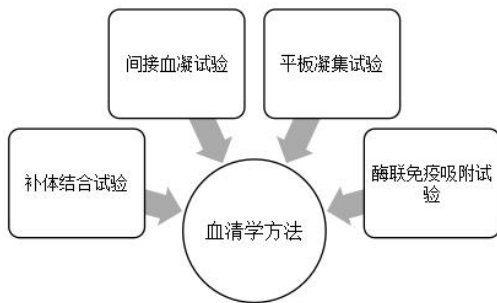 间接血凝试验
平板凝集试验
补体结合试验
酶联免疫吸附试
验
血清学方法